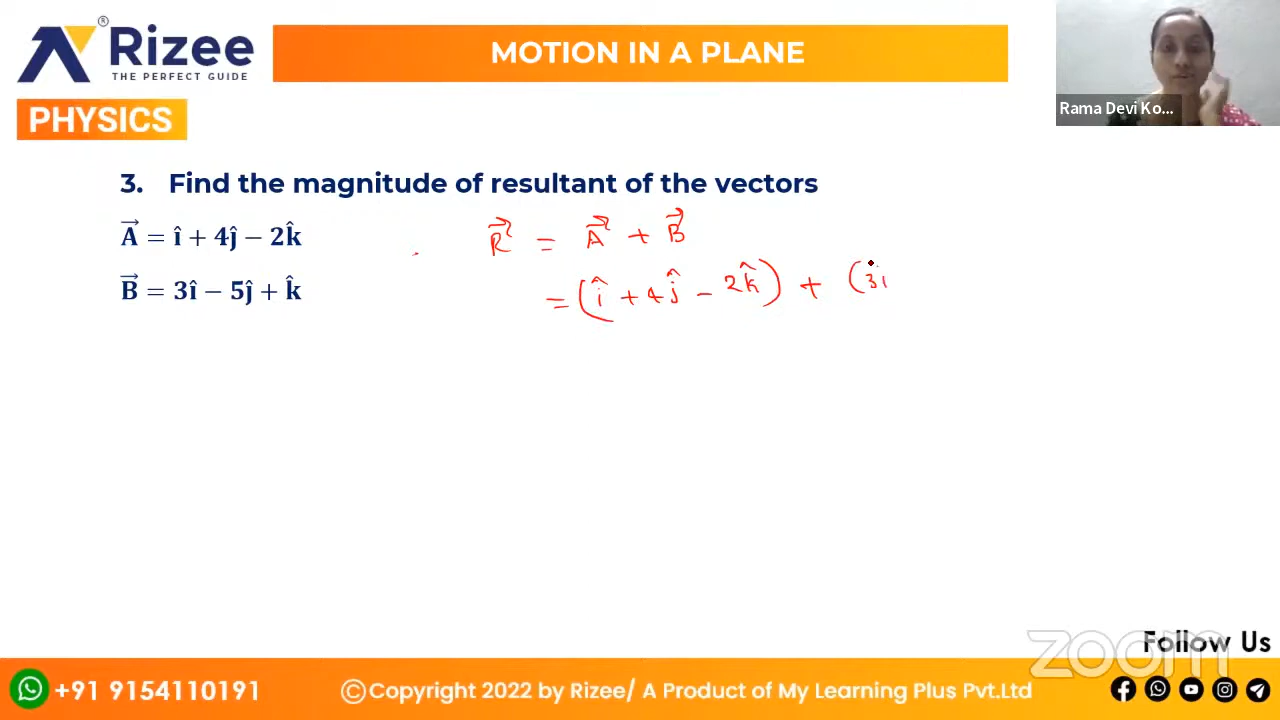 Rizee®
THE PERFECT GUIDE
MOTION IN A PLANE
Rama Devi Ko...
PHYSICS
3. Find the magnitude of resultant of the vectors
A⃗ = î + 4ĵ − 2k̂
R⃗ = A⃗ + B⃗
B⃗ = 3î − 5ĵ + k̂
= (î + 4ĵ − 2k̂) + (3i
Follow Us
zoom
+91 9154110191
©Copyright 2022 by Rizee/ A Product of My Learning Plus Pvt.Ltd